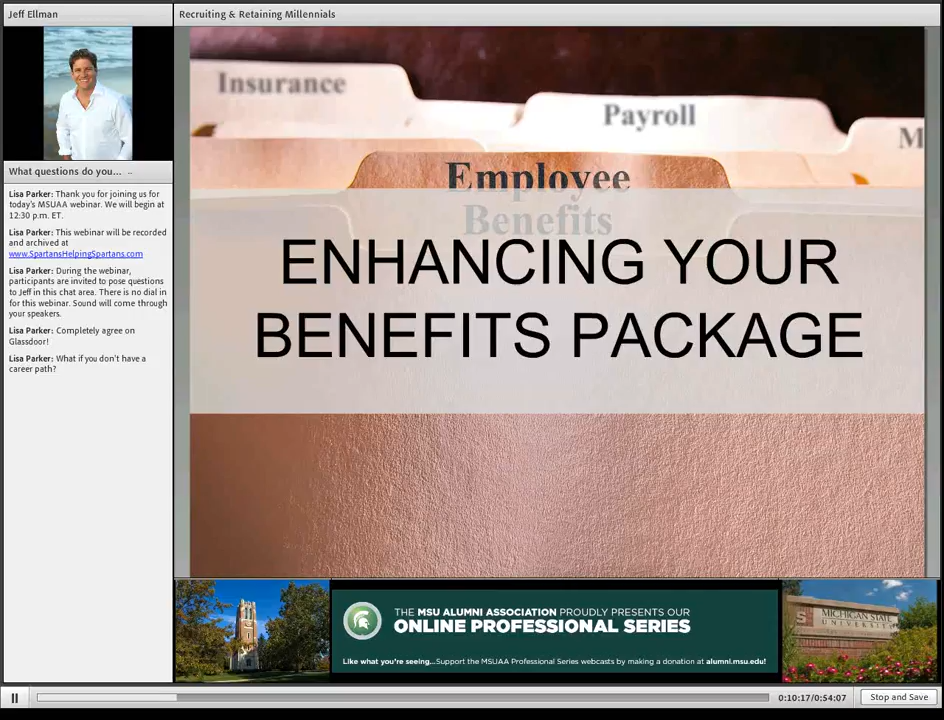 Jeff Ellman
Recruiting & Retaining Millennials
What questions do you... ..
Lisa Parker: Thank you for joining us for
today's MSUAA webinar. We will begin at
12:30 p.m. ET.
Lisa Parker: This webinar will be recorded
and archived at
www.SpartansHelpingSpartans.com
Lisa Parker: During the webinar,
participants are invited to pose questions
to Jeff in this chat area. There is no dial in
for this webinar. Sound will come through
your speakers.
Lisa Parker: Completely agree on
Glassdoor!
Lisa Parker: What if you don't have a
career path?
Insurance
Payroll
M
Employee
Benefits
ENHANCING YOUR
BENEFITS PACKAGE
THE MSU ALUMNI ASSOCIATION PROUDLY PRESENTS OUR
ONLINE PROFESSIONAL SERIES
Like what you're seeing...Support the MSUAA Professional Series webcasts by making a donation at alumni.msu.edu!
MICHIGAN STATE
UNIVERSITY
0:10:17/0:54:07
Stop and Save